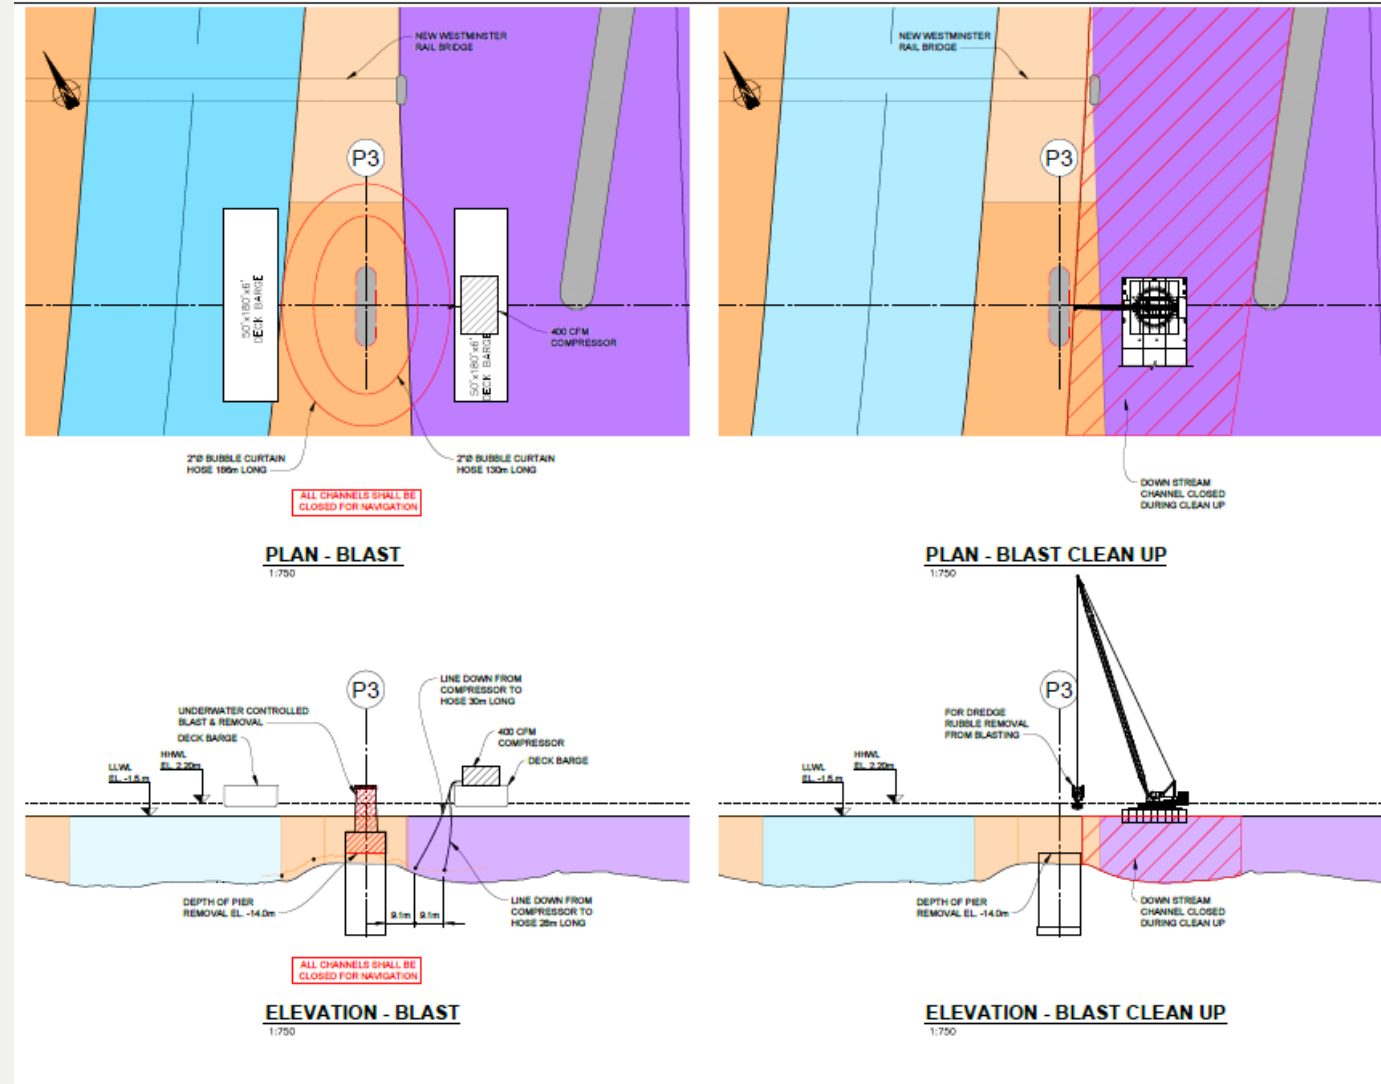 NEW WESTMINSTER
RAIL BRIDGE
P3
50'x180'x6'
DECK BARGE
400 CFM
COMPRESSOR
50'x180'x6'
DECK BARGE
2"Ø BUBBLE CURTAIN
HOSE 186m LONG
2"Ø BUBBLE CURTAIN
HOSE 130m LONG
ALL CHANNELS SHALL BE
CLOSED FOR NAVIGATION
PLAN - BLAST
1:750
NEW WESTMINSTER
RAIL BRIDGE
P3
DOWN STREAM
CHANNEL CLOSED
DURING CLEAN UP
PLAN - BLAST CLEAN UP
1:750
P3
LINE DOWN FROM
COMPRESSOR TO
HOSE 30m LONG
UNDERWATER CONTROLLED
BLAST & REMOVAL
DECK BARGE
400 CFM
COMPRESSOR
DECK BARGE
LLWL
EL. -1.5 m
HHWL
EL. 2.20m
DEPTH OF PIER
REMOVAL EL. -14.0m
9.1m
9.1m
LINE DOWN FROM
COMPRESSOR TO
HOSE 28m LONG
ALL CHANNELS SHALL BE
CLOSED FOR NAVIGATION
ELEVATION - BLAST
1:750
P3
FOR DREDGE
RUBBLE REMOVAL
FROM BLASTING
LLWL
EL. -1.5 m
HHWL
EL. 2.20m
DEPTH OF PIER
REMOVAL EL. -14.0m
DOWN STREAM
CHANNEL CLOSED
DURING CLEAN UP
ELEVATION - BLAST CLEAN UP
1:750